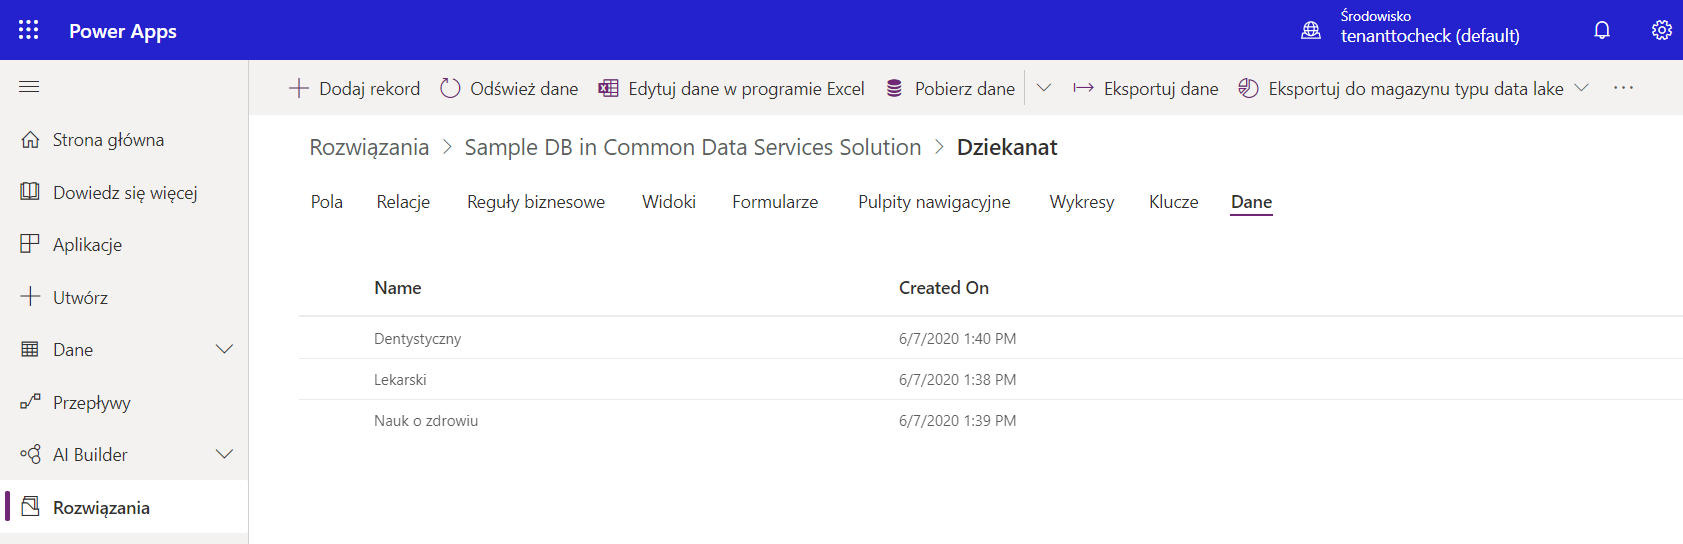 Power Apps
Środowisko
tenanttocheck (default)
Dodaj rekord Odśwież dane Edytuj dane w programie Excel Pobierz dane Eksportuj dane Eksportuj do magazynu typu data lake ...
Strona główna
Dowiedz się więcej
Aplikacje
Utwórz
Dane
Przepływy
AI Builder
Rozwiązania
Rozwiązania > Sample DB in Common Data Services Solution > Dziekanat
Pola Relacje Reguły biznesowe Widoki Formularze Pulpity nawigacyjne Wykresy Klucze Dane
Name Created On
Dentystyczny 6/7/2020 1:40 PM
Lekarski 6/7/2020 1:38 PM
Nauk o zdrowiu 6/7/2020 1:39 PM